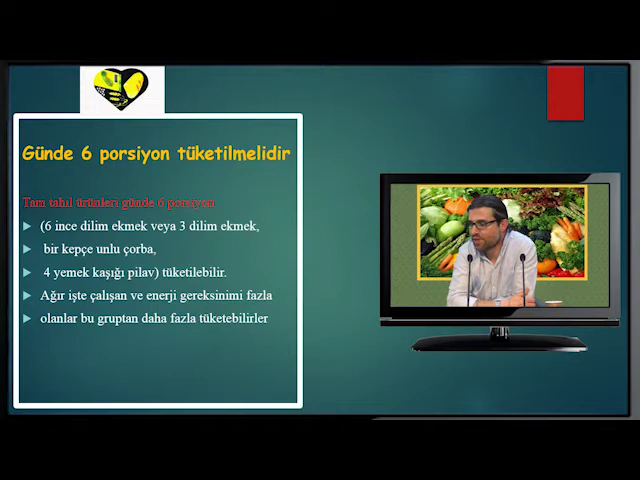 Günde 6 porsiyon tüketilmelidir
Tam tahıl ürünleri günde 6 porsiyon
(6 ince dilim ekmek veya 3 dilim ekmek,
bir kepçe unlu çorba,
4 yemek kaşığı pilav) tüketilebilir.
Ağır işte çalışan ve enerji gereksinimi fazla
olanlar bu gruptan daha fazla tüketebilirler